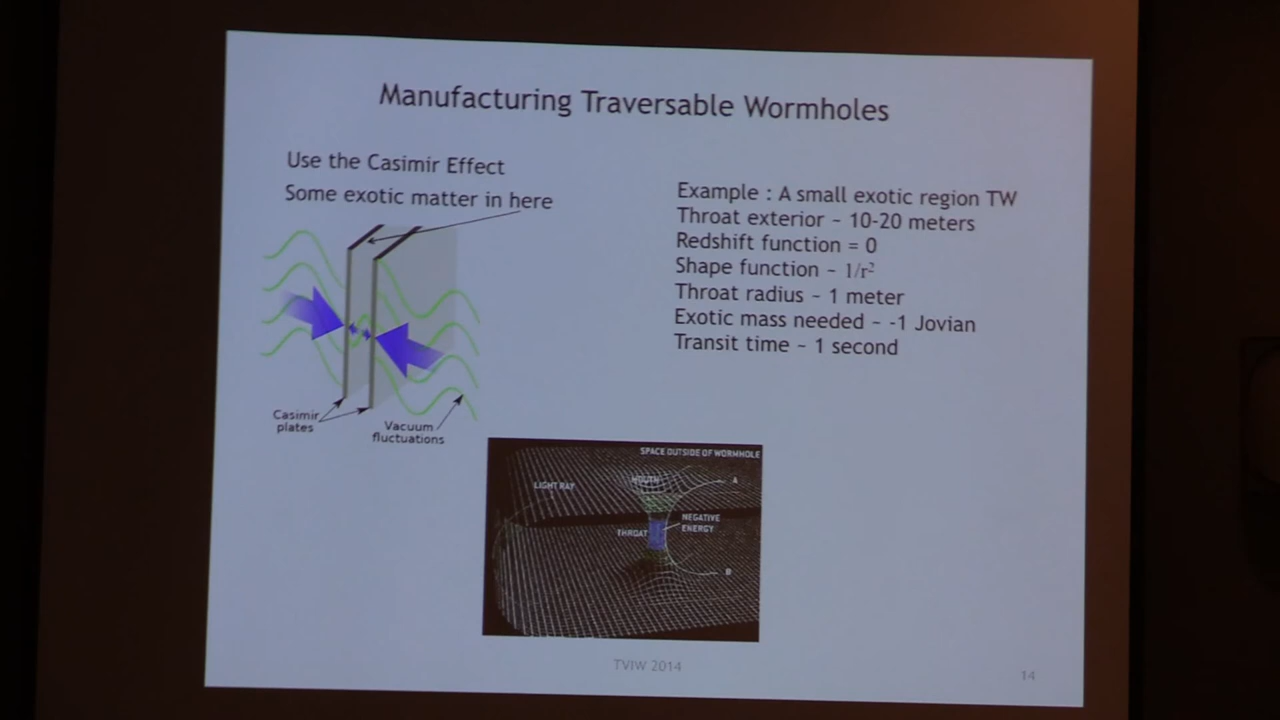 Manufacturing Traversable Wormholes
Use the Casimir Effect
Some exotic matter in here
Casimir
plates
Vacuum
fluctuations
Example : A small exotic region TW
Throat exterior ~ 10-20 meters
Redshift function = 0
Shape function ~ 1/r²
Throat radius ~ 1 meter
Exotic mass needed ~ -1 Jovian
Transit time ~ 1 second
SPACE OUTSIDE OF WORMHOLE
LIGHT RAY
MOUTH
A
NEGATIVE
ENERGY
THROAT
B
TVIW 2014
14